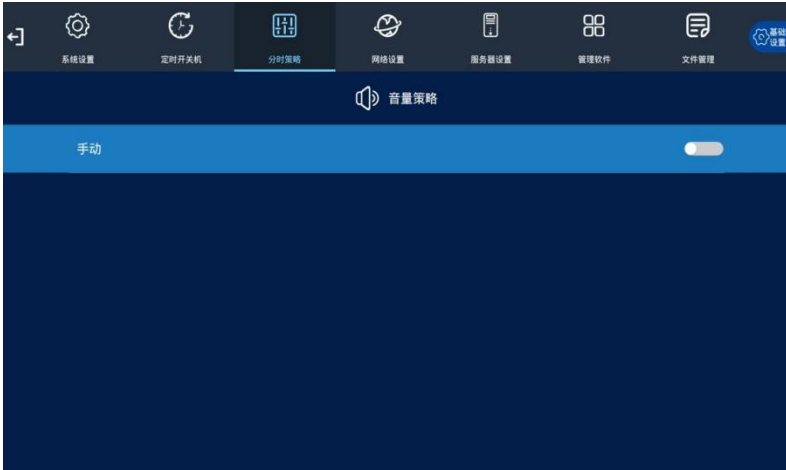 系统设置
定时开关机
分时策略
网络设置
服务器设置
管理软件
文件管理
基础
设置
音量策略
手动